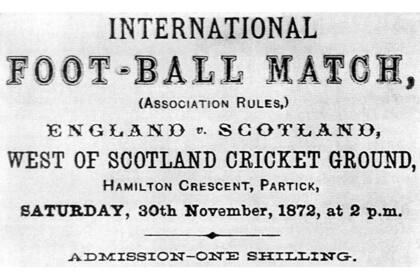 INTERNATIONAL
FOOT-BALL MATCH,
(ASSOCIATION RULES,)
ENGLAND v. SCOTLAND,
WEST OF SCOTLAND CRICKET GROUND,
HAMILTON CRESCENT, PARTICK,
SATURDAY, 30th November, 1872, at 2 p.m.
ADMISSION-ONE SHILLING.